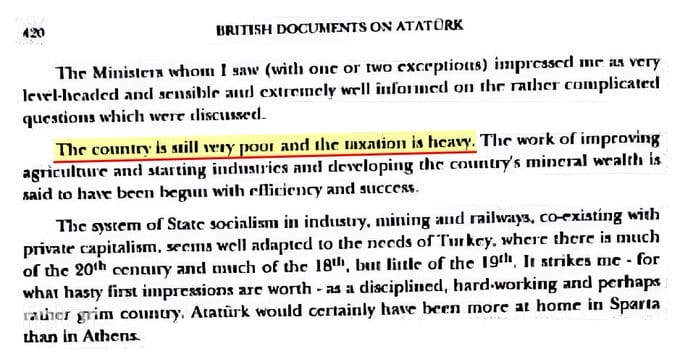 420
BRITISH DOCUMENTS ON ATATÜRK
The Ministers whom I saw (with one or two exceptions) impressed me as very
level-headed and sensible and extremely well informed on the rather complicated
questions which were discussed.
The country is still very poor and the taxation is heavy. The work of improving
agriculture and starting industries and developing the country's mineral wealth is
said to have been begun with efficiency and success.
The system of State socialism in industry, mining and railways, co-existing with
private capitalism, seems well adapted to the needs of Turkey, where there is much
of the 20th century and much of the 18th, but little of the 19th. It strikes me - for
what hasty first impressions are worth - as a disciplined, hard-working and perhaps
rather grim country. Atatürk would certainly have been more at home in Sparta
than in Athens.